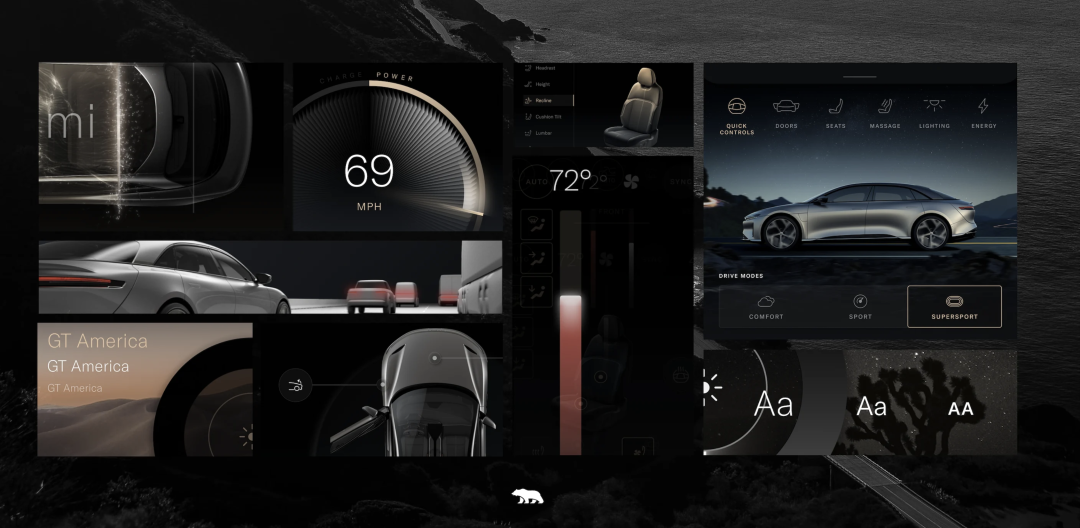 mi
CHARGE POWER
69
MPH
Headrest
Height
Recline
Cushion Tilt
Lumbar
AUTO
72°
72°
SYNC
QUICK CONTROLS
DOORS
SEATS
MASSAGE
LIGHTING
ENERGY
DRIVE MODES
COMFORT
SPORT
SUPERSPORT
GT America
GT America
GT America
Aa
Aa
AA